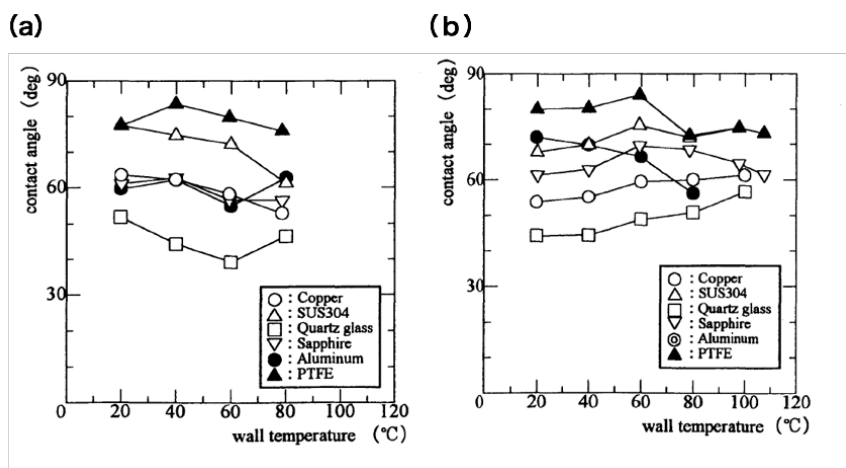 (a)
(b)
90
60
30
0
contact angle (deg)
○ : Copper
△ : SUS304
□ : Quartz glass
▽ : Sapphire
● : Aluminum
▲ : PTFE
20 40 60 80 100 120
wall temperature (℃)
90
60
30
0
contact angle (deg)
○ : Copper
△ : SUS304
□ : Quartz glass
▽ : Sapphire
◎ : Aluminum
▲ : PTFE
20 40 60 80 100 120
wall temperature (℃)